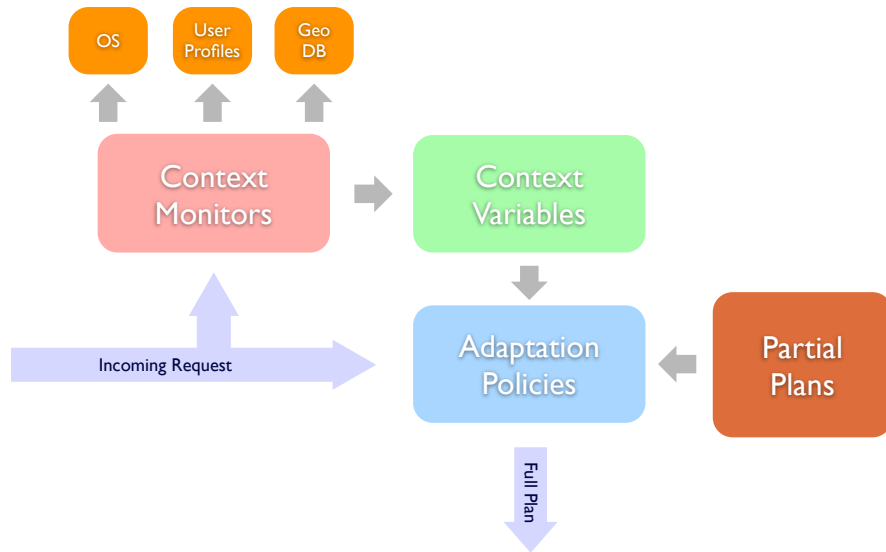 OS
User
Profiles
Geo
DB
Context
Monitors
Context
Variables
Incoming Request
Adaptation
Policies
Partial
Plans
Full Plan